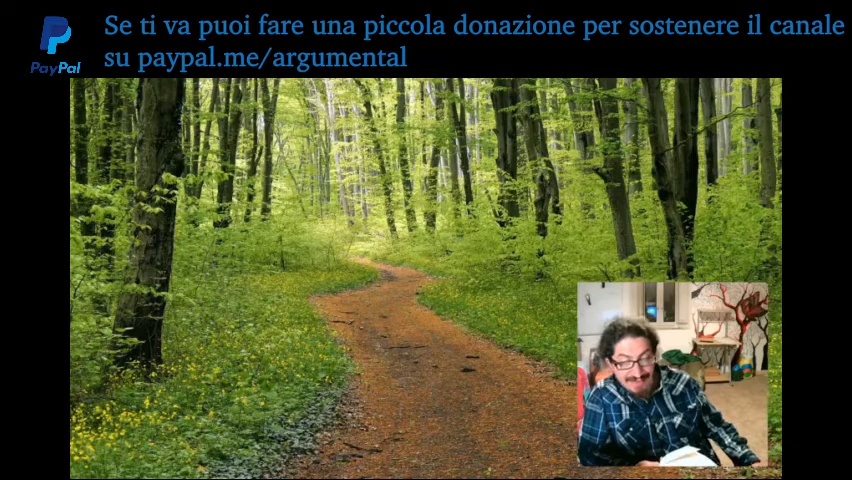 Se ti va puoi fare una piccola donazione per sostenere il canale
su paypal.me/argumental
PayPal